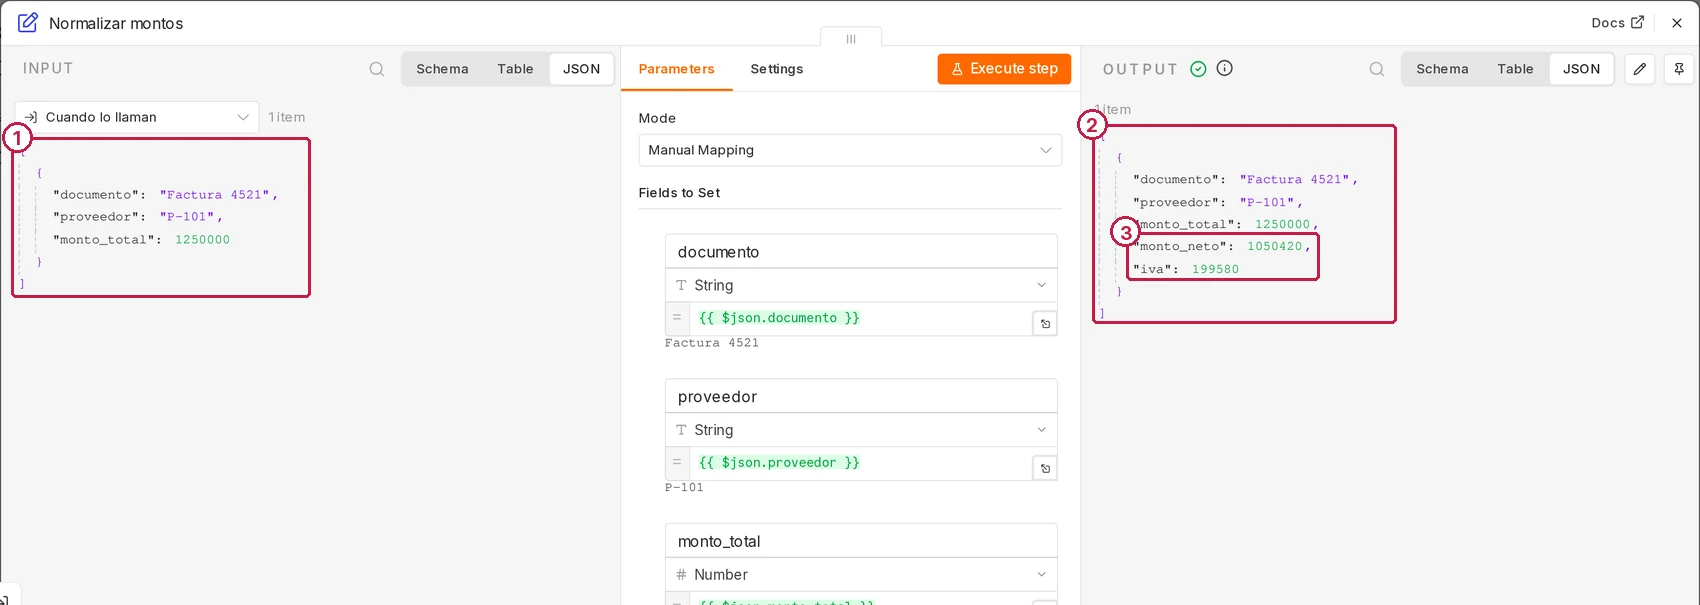 Normalizar montos
Docs
INPUT
Schema
Table
JSON
Cuando lo llaman
1 item
1
[
{
"documento": "Factura 4521",
"proveedor": "P-101",
"monto_total": 1250000
}
]
Parameters
Settings
Execute step
Mode
Manual Mapping
Fields to Set
documento
T String
= {{ $json.documento }}
Factura 4521
proveedor
T String
= {{ $json.proveedor }}
P-101
monto_total
# Number
= {{ $json.monto_total }}
OUTPUT
Schema
Table
JSON
1 item
2
[
{
"documento": "Factura 4521",
"proveedor": "P-101",
"monto_total": 1250000,
3
"monto_neto": 1050420,
"iva": 199580
}
]